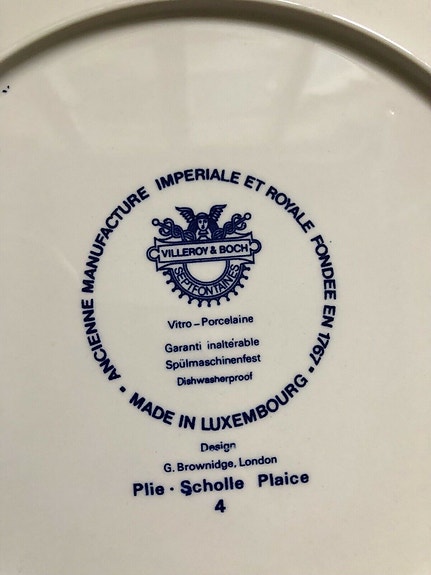 ANCIENNE MANUFACTURE IMPERIALE ET ROYALE FONDEE EN 1767
VILLEROY & BOCH
SEPTFONTAINES
Vitro-Porcelaine
Garanti inaltérable
Spülmaschinenfest
Dishwasherproof
• MADE IN LUXEMBOURG •
Design
G. Brownidge, London
Plie · Scholle Plaice
4